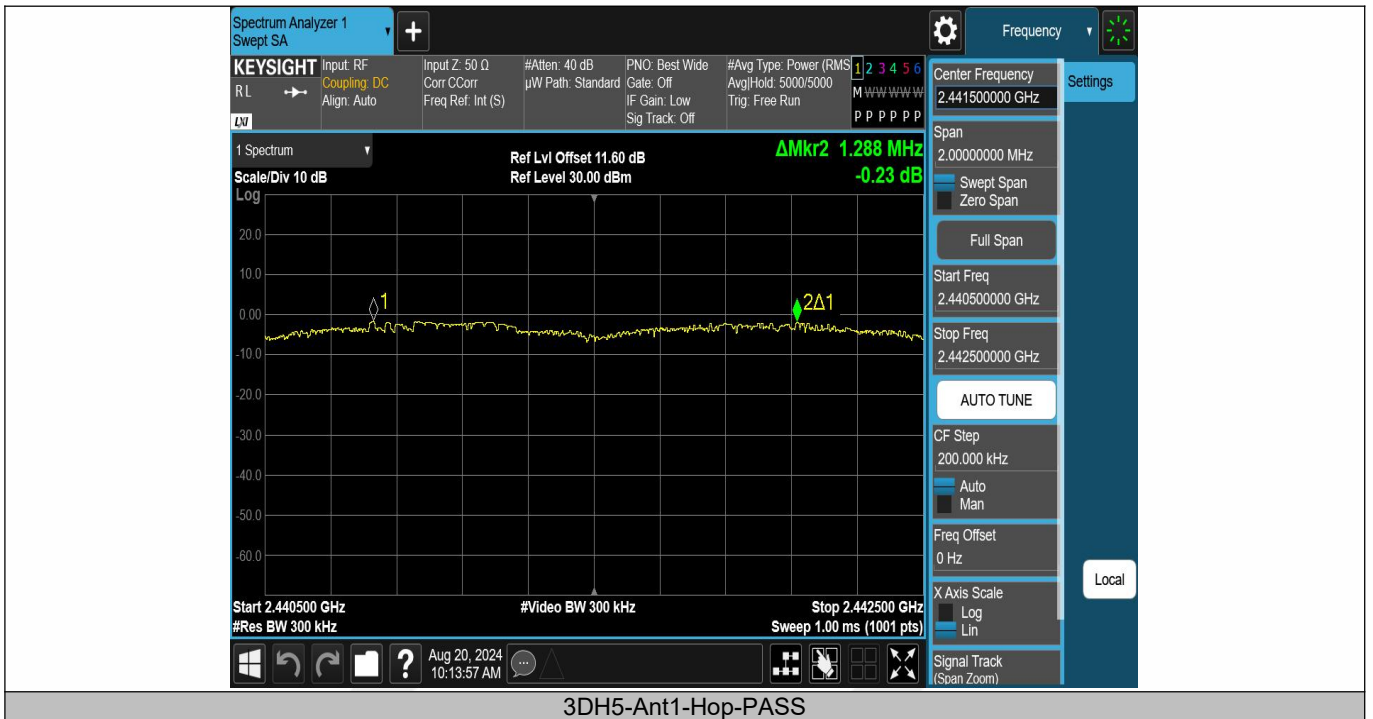 Spectrum Analyzer 1
Swept SA
Frequency
KEYSIGHT
RL
LXI
Input: RF
Coupling: DC
Align: Auto
Input Z: 50 Ω
Corr CCorr
Freq Ref: Int (S)
#Atten: 40 dB
µW Path: Standard
PNO: Best Wide
Gate: Off
IF Gain: Low
Sig Track: Off
#Avg Type: Power (RMS
Avg|Hold: 5000/5000
Trig: Free Run
1 2 3 4 5 6
M W W W W W
P P P P P P
1 Spectrum
Scale/Div 10 dB
Log
Ref Lvl Offset 11.60 dB
Ref Level 30.00 dBm
ΔMkr2 1.288 MHz
-0.23 dB
20.0
10.0
0.00
-10.0
-20.0
-30.0
-40.0
-50.0
-60.0
1
2Δ1
Start 2.440500 GHz
#Res BW 300 kHz
#Video BW 300 kHz
Stop 2.442500 GHz
Sweep 1.00 ms (1001 pts)
Center Frequency
2.441500000 GHz
Settings
Span
2.00000000 MHz
Swept Span
Zero Span
Full Span
Start Freq
2.440500000 GHz
Stop Freq
2.442500000 GHz
AUTO TUNE
CF Step
200.000 kHz
Auto
Man
Freq Offset
0 Hz
X Axis Scale
Log
Lin
Local
Signal Track
(Span Zoom)
?
Aug 20, 2024
10:13:57 AM
3DH5-Ant1-Hop-PASS